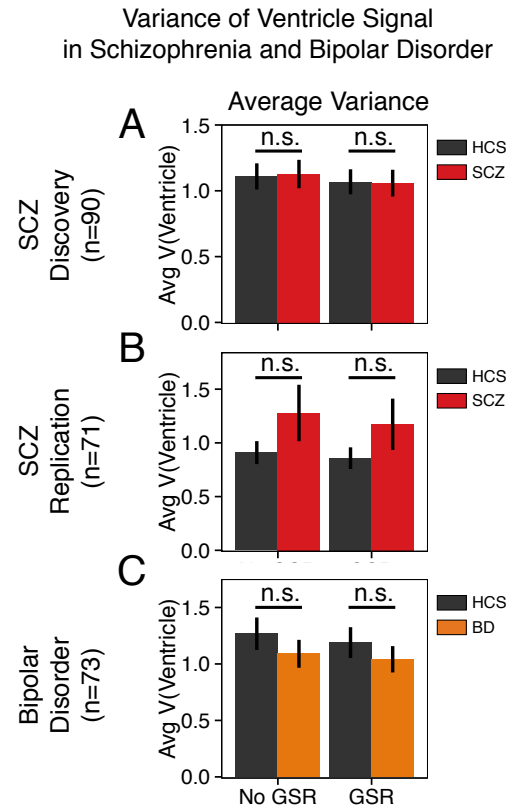 Variance of Ventricle Signal
in Schizophrenia and Bipolar Disorder
Average Variance
A
SCZ
Discovery
(n=90)
Avg V(Ventricle)
1.5
1.0
0.5
0.0
n.s.
n.s.
HCS
SCZ
B
SCZ
Replication
(n=71)
Avg V(Ventricle)
1.5
1.0
0.5
0.0
n.s.
n.s.
HCS
SCZ
C
Bipolar
Disorder
(n=73)
Avg V(Ventricle)
1.5
1.0
0.5
0.0
n.s.
n.s.
HCS
BD
No GSR
GSR